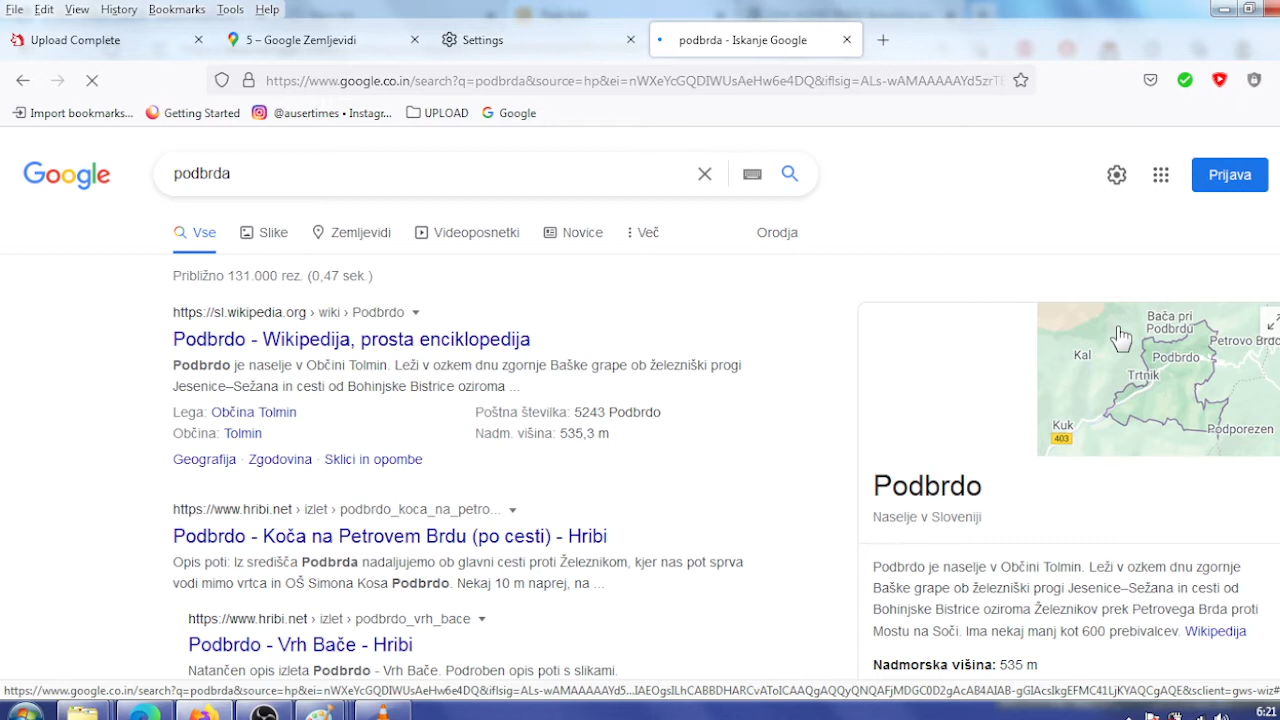 File Edit View History Bookmarks Tools Help
Upload Complete
5 – Google Zemljevidi
Settings
podbrda - Iskanje Google
https://www.google.co.in/search?q=podbrda&source=hp&ei=nWXeYcGQDIWUsAeHw6e4DQ&iflsig=ALs-wAMAAAAAYd5zrTE
Import bookmarks...
Getting Started
@ausertimes • Instagr...
UPLOAD
Google
Google
podbrda
Prijava
Vse
Slike
Zemljevidi
Videoposnetki
Novice
Več
Orodja
Približno 131.000 rez. (0,47 sek.)
https://sl.wikipedia.org › wiki › Podbrdo
Podbrdo - Wikipedija, prosta enciklopedija
Podbrdo je naselje v Občini Tolmin. Leži v ozkem dnu zgornje Baške grape ob železniški progi
Jesenice–Sežana in cesti od Bohinjske Bistrice oziroma ...
Lega: Občina Tolmin
Poštna številka: 5243 Podbrdo
Občina: Tolmin
Nadm. višina: 535,3 m
Geografija · Zgodovina · Sklici in opombe
https://www.hribi.net › izlet › podbrdo_koca_na_petro...
Podbrdo - Koča na Petrovem Brdu (po cesti) - Hribi
Opis poti: Iz središča Podbrda nadaljujemo ob glavni cesti proti Železnikom, kjer nas pot sprva
vodi mimo vrtca in OŠ Simona Kosa Podbrdo. Nekaj 10 m naprej, na ...
https://www.hribi.net › izlet › podbrdo_vrh_bace
Podbrdo - Vrh Bače - Hribi
Natančen opis izleta Podbrdo - Vrh Bače. Podroben opis poti s slikami.
Bača pri
Podbrdu
Petrovo Brdo
Kal
Podbrdo
Trtnik
Kuk
403
Podporezen
Podbrdo
Naselje v Sloveniji
Podbrdo je naselje v Občini Tolmin. Leži v ozkem dnu zgornje
Baške grape ob železniški progi Jesenice–Sežana in cesti od
Bohinjske Bistrice oziroma Železnikov prek Petrovega Brda proti
Mostu na Soči. Ima nekaj manj kot 600 prebivalcev. Wikipedija
Nadmorska višina: 535 m
6:21